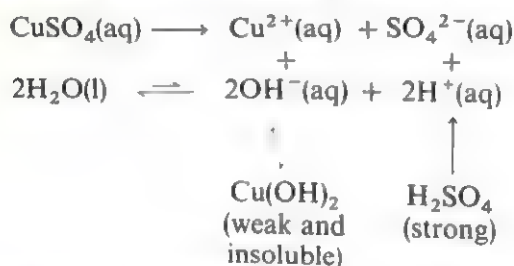 CuSO₄(aq) ⟶ Cu²⁺(aq) + SO₄²⁻(aq)
+ +
2H₂O(l) ⇌ 2OH⁻(aq) + 2H⁺(aq)
↓ ↑
Cu(OH)₂ H₂SO₄
(weak and (strong)
insoluble)